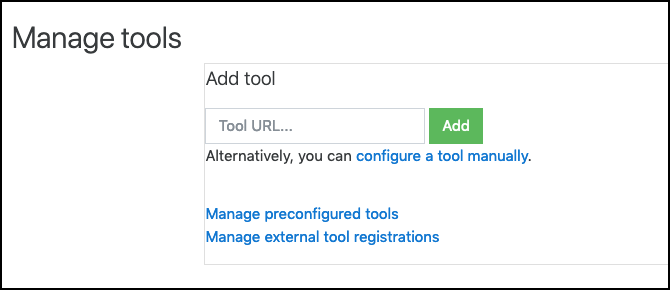 Manage tools
Add tool
Tool URL...
Add
Alternatively, you can configure a tool manually.
Manage preconfigured tools
Manage external tool registrations